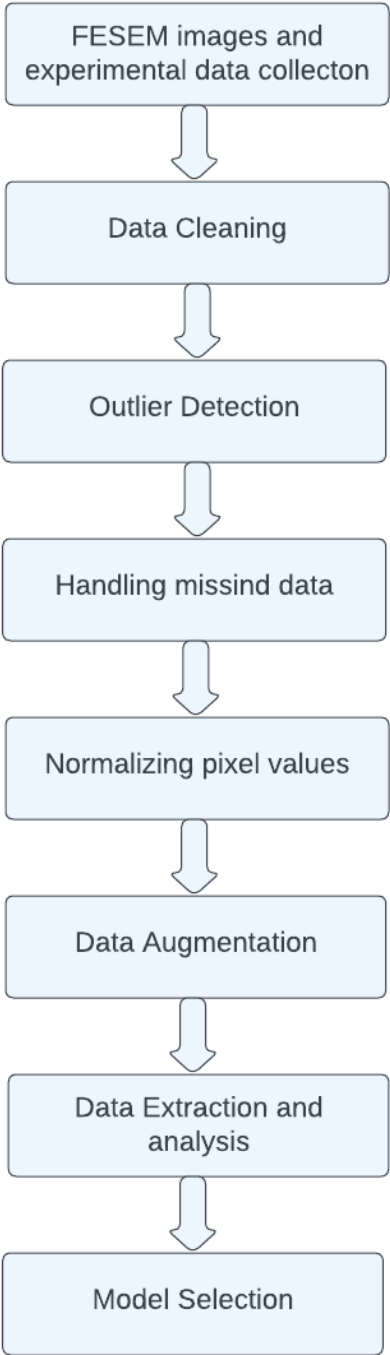 FESEM images and
experimental data collecton
Data Cleaning
Outlier Detection
Handling missind data
Normalizing pixel values
Data Augmentation
Data Extraction and
analysis
Model Selection